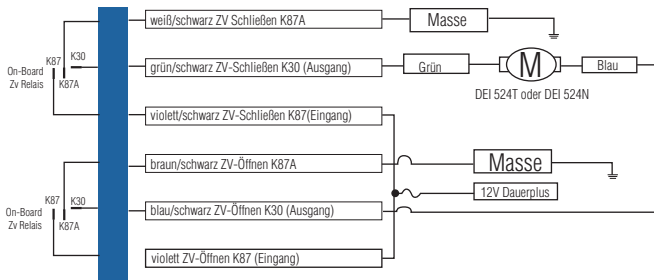 weiß/schwarz ZV Schließen K87A
Masse
K87
K30
K87A
On-Board
Zv Relais
grün/schwarz ZV-Schließen K30 (Ausgang)
Grün
M
Blau
DEI 524T oder DEI 524N
violett/schwarz ZV-Schließen K87(Eingang)
braun/schwarz ZV-Öffnen K87A
Masse
12V Dauerplus
K87
K30
K87A
On-Board
Zv Relais
blau/schwarz ZV-Öffnen K30 (Ausgang)
violett ZV-Öffnen K87 (Eingang)